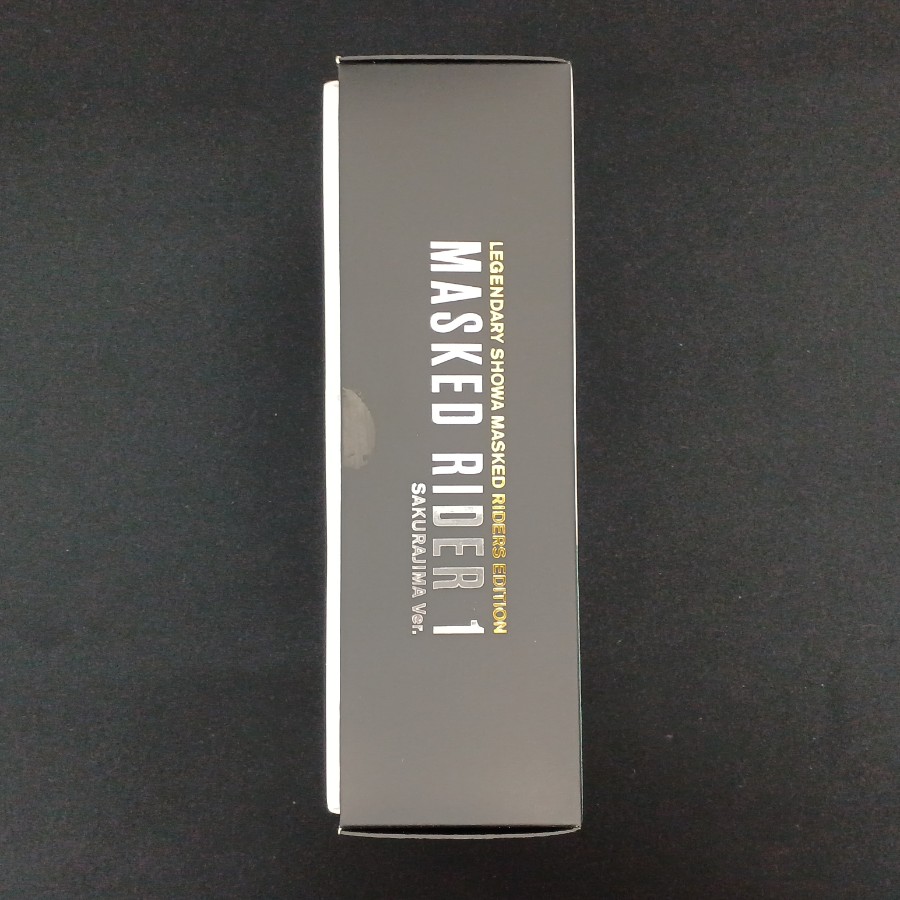 LEGENDARY SHOWA MASKED RIDERS EDITION
MASKED RIDER 1
SAKURAJIMA Ver.